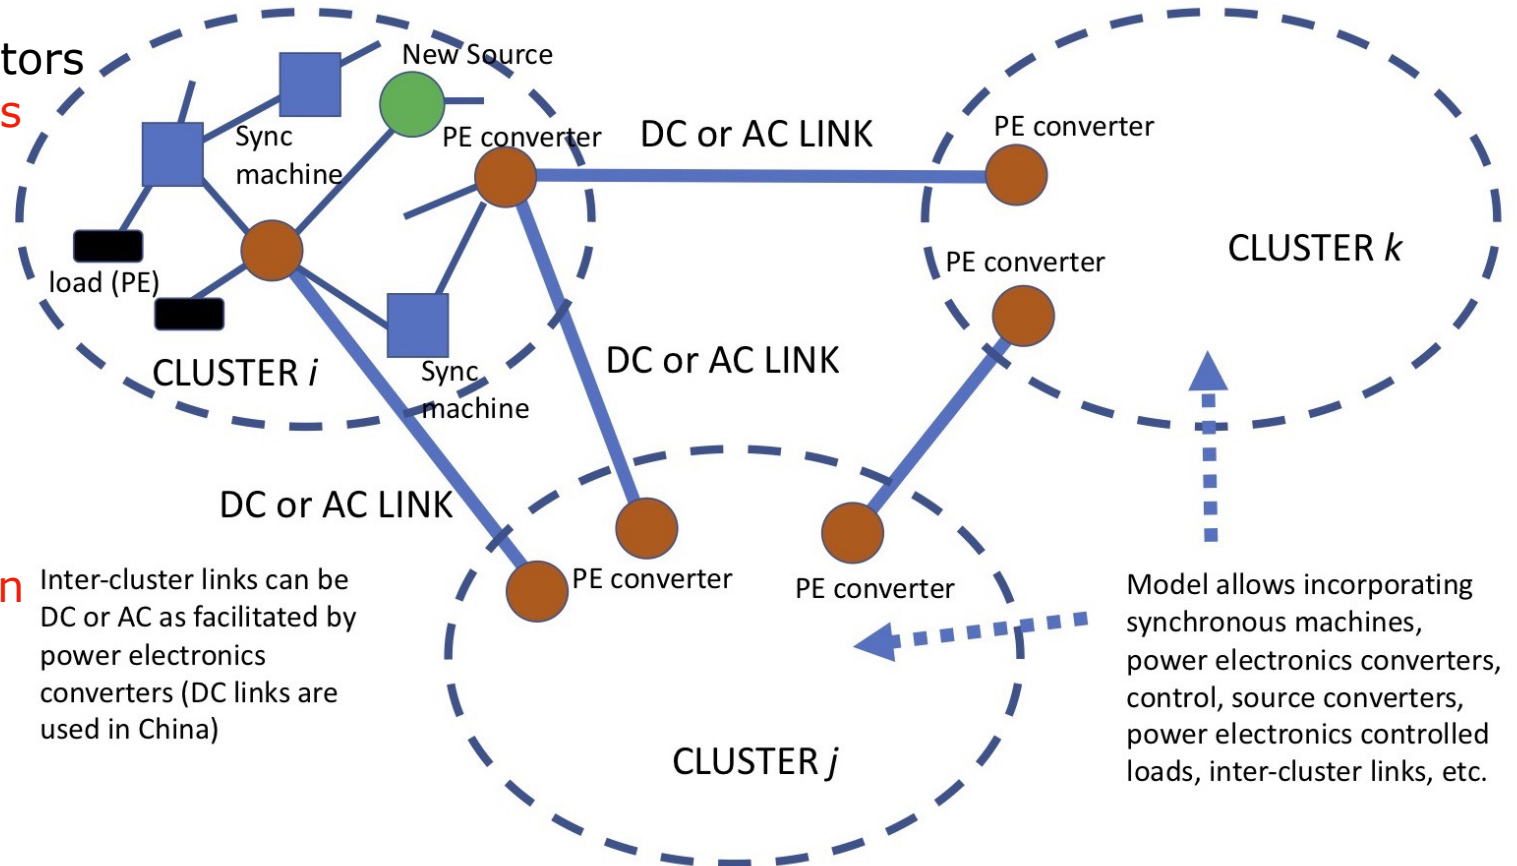 tors
s
New Source
Sync
machine
PE converter
DC or AC LINK
PE converter
load (PE)
CLUSTER i
Sync
machine
DC or AC LINK
PE converter
CLUSTER k
DC or AC LINK
PE converter
PE converter
n
Inter-cluster links can be
DC or AC as facilitated by
power electronics
converters (DC links are
used in China)
CLUSTER j
Model allows incorporating
synchronous machines,
power electronics converters,
control, source converters,
power electronics controlled
loads, inter-cluster links, etc.